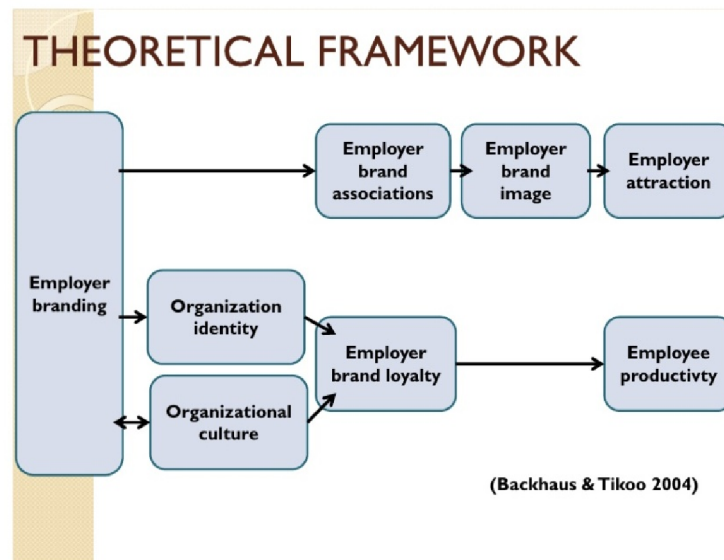 THEORETICAL FRAMEWORK
Employer
brand
associations
Employer
brand
image
Employer
attraction
Employer
branding
Organization
identity
Employer
brand loyalty
Employee
productivty
Organizational
culture
(Backhaus & Tikoo 2004)